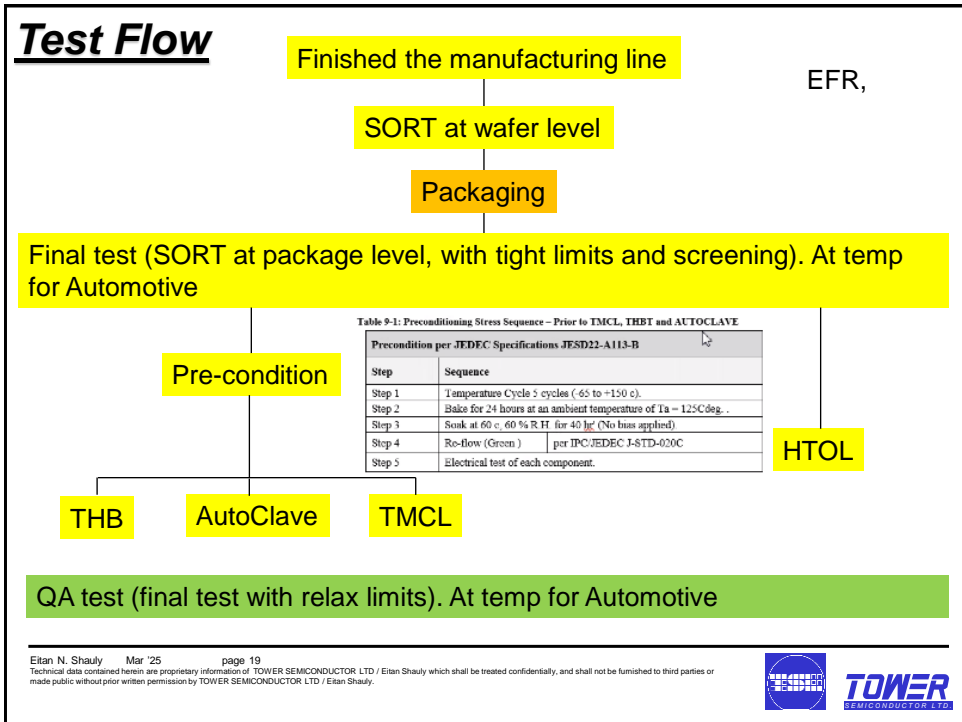 Test Flow
Finished the manufacturing line
EFR,
SORT at wafer level
Packaging
Final test (SORT at package level, with tight limits and screening). At temp
for Automotive
Table 9-1: Preconditioning Stress Sequence – Prior to TMCL, THBT and AUTOCLAVE
Precondition per JEDEC Specifications JESD22-A113-B
Step Sequence
Step 1 Temperature Cycle 5 cycles (-65 to +150 c).
Step 2 Bake for 24 hours at an ambient temperature of Ta – 125Cdeg. .
Step 3 Soak at 60 c, 60 % R.H. for 40 hr' (No bias applied).
Step 4 Re-flow (Green ) per IPC/JEDEC J-STD-020C
Step 5 Electrical test of each component.
Pre-condition
HTOL
THB AutoClave TMCL
QA test (final test with relax limits). At temp for Automotive
Eitan N. Shauly Mar '25 page 19
Technical data contained herein are proprietary information of TOWER SEMICONDUCTOR LTD / Eitan Shauly which shall be treated confidentially, and shall not be furnished to third parties or
made public without prior written permission by TOWER SEMICONDUCTOR LTD / Eitan Shauly.
TOWER
SEMICONDUCTOR LTD.